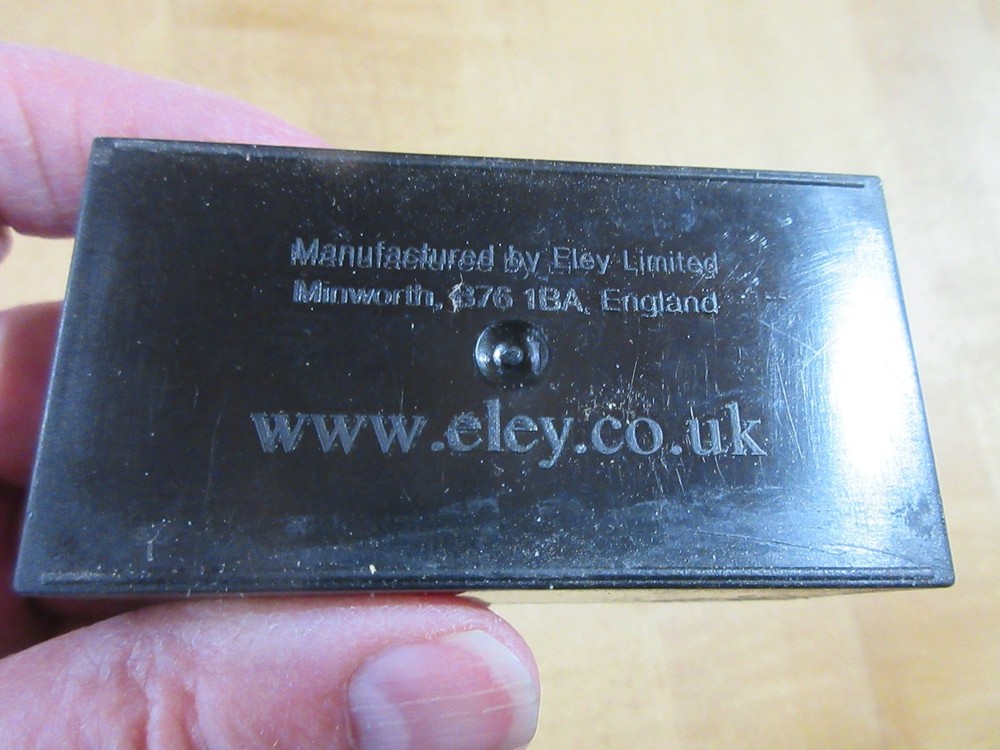 Manufactured by Eley Limited
Minworth, B76 1BA, England
www.eley.co.uk